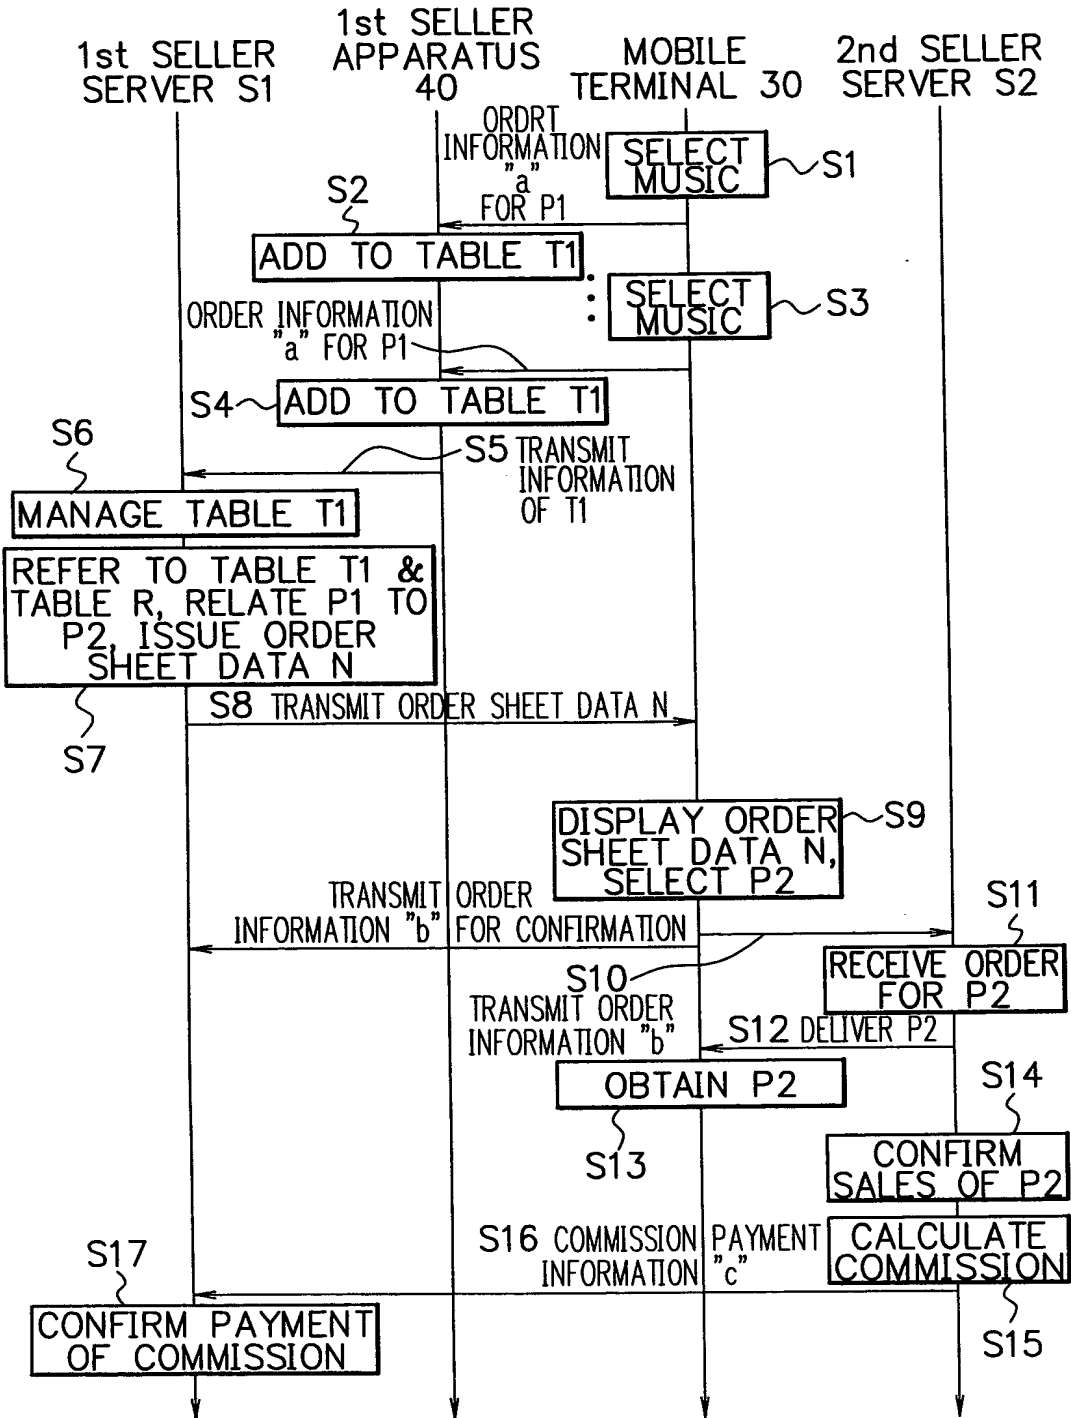 1st SELLER
SERVER S1
1st SELLER
APPARATUS
40
MOBILE
TERMINAL 30
2nd SELLER
SERVER S2
ORDRT
INFORMATION
"a"
FOR P1
SELECT
MUSIC
S1
S2
ADD TO TABLE T1
SELECT
MUSIC
S3
ORDER INFORMATION
"a" FOR P1
S4
ADD TO TABLE T1
S5 TRANSMIT
INFORMATION
OF T1
S6
MANAGE TABLE T1
REFER TO TABLE T1 &
TABLE R, RELATE P1 TO
P2, ISSUE ORDER
SHEET DATA N
S7
S8 TRANSMIT ORDER SHEET DATA N
DISPLAY ORDER
SHEET DATA N,
SELECT P2
S9
TRANSMIT ORDER
INFORMATION "b" FOR CONFIRMATION
S10
TRANSMIT ORDER
INFORMATION "b"
S11
RECEIVE ORDER
FOR P2
S12 DELIVER P2
OBTAIN P2
S13
S14
CONFIRM
SALES OF P2
CALCULATE
COMMISSION
S15
S16 COMMISSION PAYMENT
INFORMATION "c"
S17
CONFIRM PAYMENT
OF COMMISSION